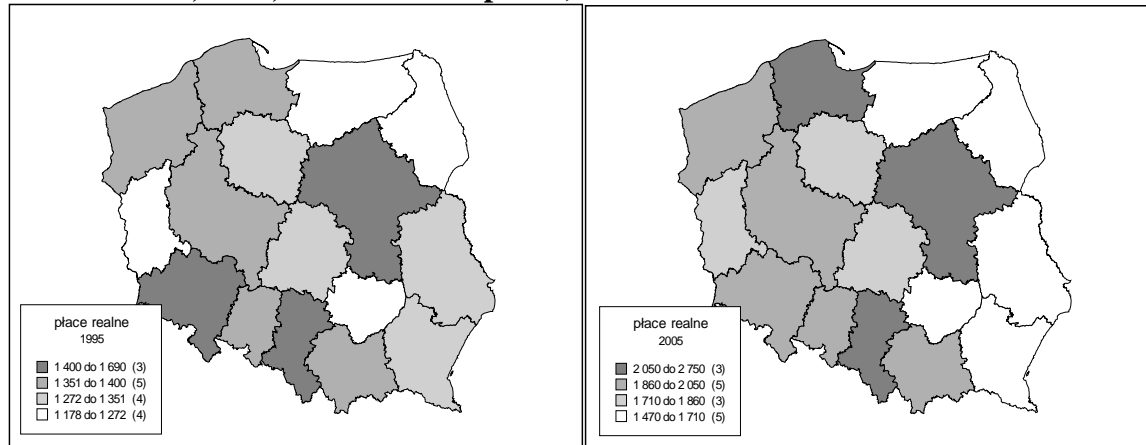 płace realne
1995
1 400 do 1 690 (3)
1 351 do 1 400 (5)
1 272 do 1 351 (4)
1 178 do 1 272 (4)
płace realne
2005
2 050 do 2 750 (3)
1 860 do 2 050 (5)
1 710 do 1 860 (3)
1 470 do 1 710 (5)